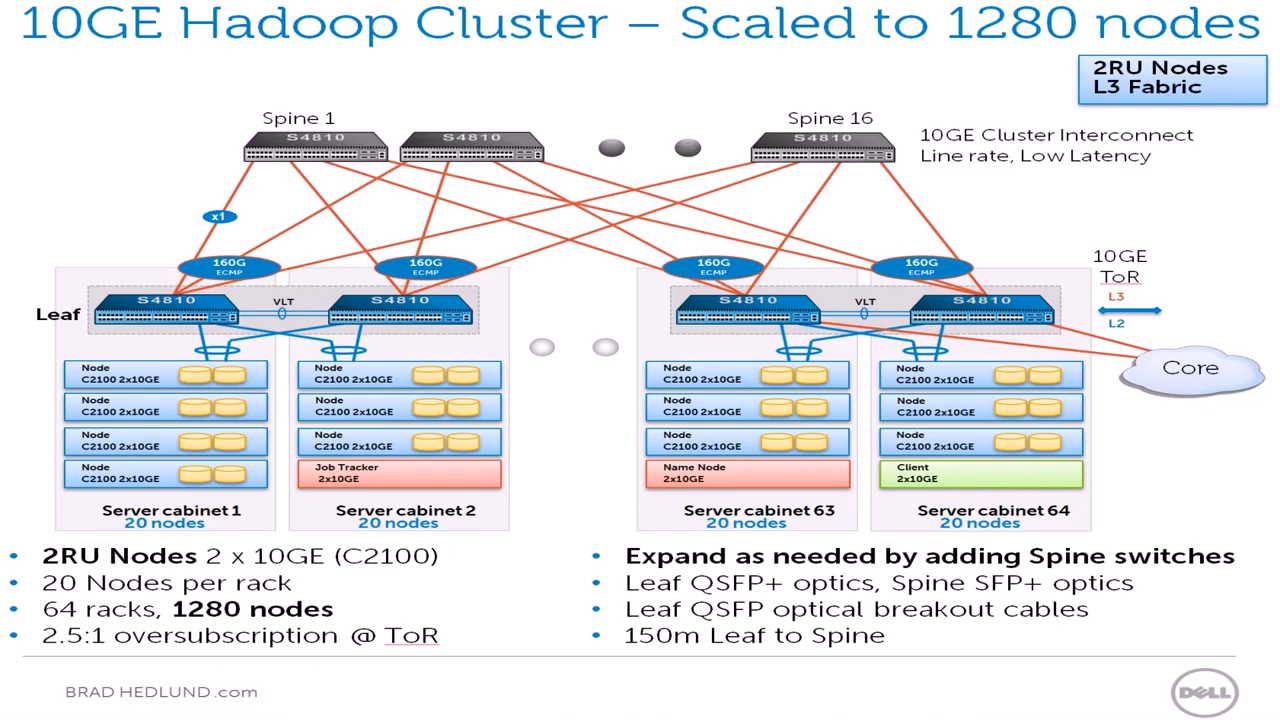 10GE Hadoop Cluster – Scaled to 1280 nodes
2RU Nodes
L3 Fabric
Spine 1
Spine 16
S4810
S4810
S4810
10GE Cluster Interconnect
Line rate, Low Latency
x1
160G
ECMP
160G
ECMP
160G
ECMP
160G
ECMP
10GE
ToR
L3
L2
Leaf
S4810
VLT
S4810
S4810
VLT
S4810
Core
Node
C2100 2x10GE
Node
C2100 2x10GE
Node
C2100 2x10GE
Node
C2100 2x10GE
Server cabinet 1
20 nodes
Node
C2100 2x10GE
Node
C2100 2x10GE
Node
C2100 2x10GE
Job Tracker
2x10GE
Server cabinet 2
20 nodes
Node
C2100 2x10GE
Node
C2100 2x10GE
Node
C2100 2x10GE
Name Node
2x10GE
Server cabinet 63
20 nodes
Node
C2100 2x10GE
Node
C2100 2x10GE
Node
C2100 2x10GE
Client
2x10GE
Server cabinet 64
20 nodes
• 2RU Nodes 2 x 10GE (C2100)
• 20 Nodes per rack
• 64 racks, 1280 nodes
• 2.5:1 oversubscription @ ToR
• Expand as needed by adding Spine switches
• Leaf QSFP+ optics, Spine SFP+ optics
• Leaf QSFP optical breakout cables
• 150m Leaf to Spine
BRAD HEDLUND.com
DELL